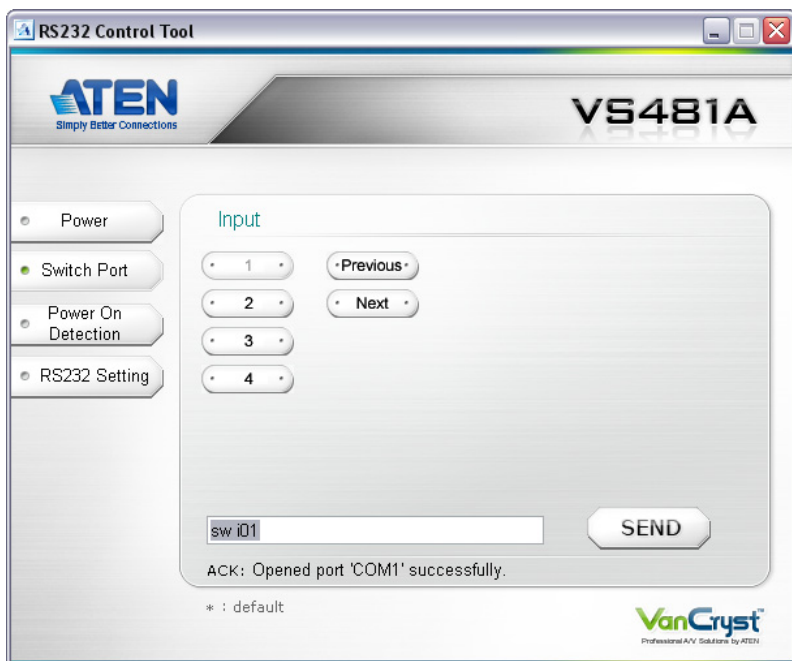 RS232 Control Tool
ATEN
Simply Better Connections
VS481A
Power
Switch Port
Power On
Detection
RS232 Setting
Input
1
Previous
2
Next
3
4
sw i01
SEND
ACK: Opened port 'COM1' successfully.
* : default
VanCryst™
Professional A/V Solutions by ATEN